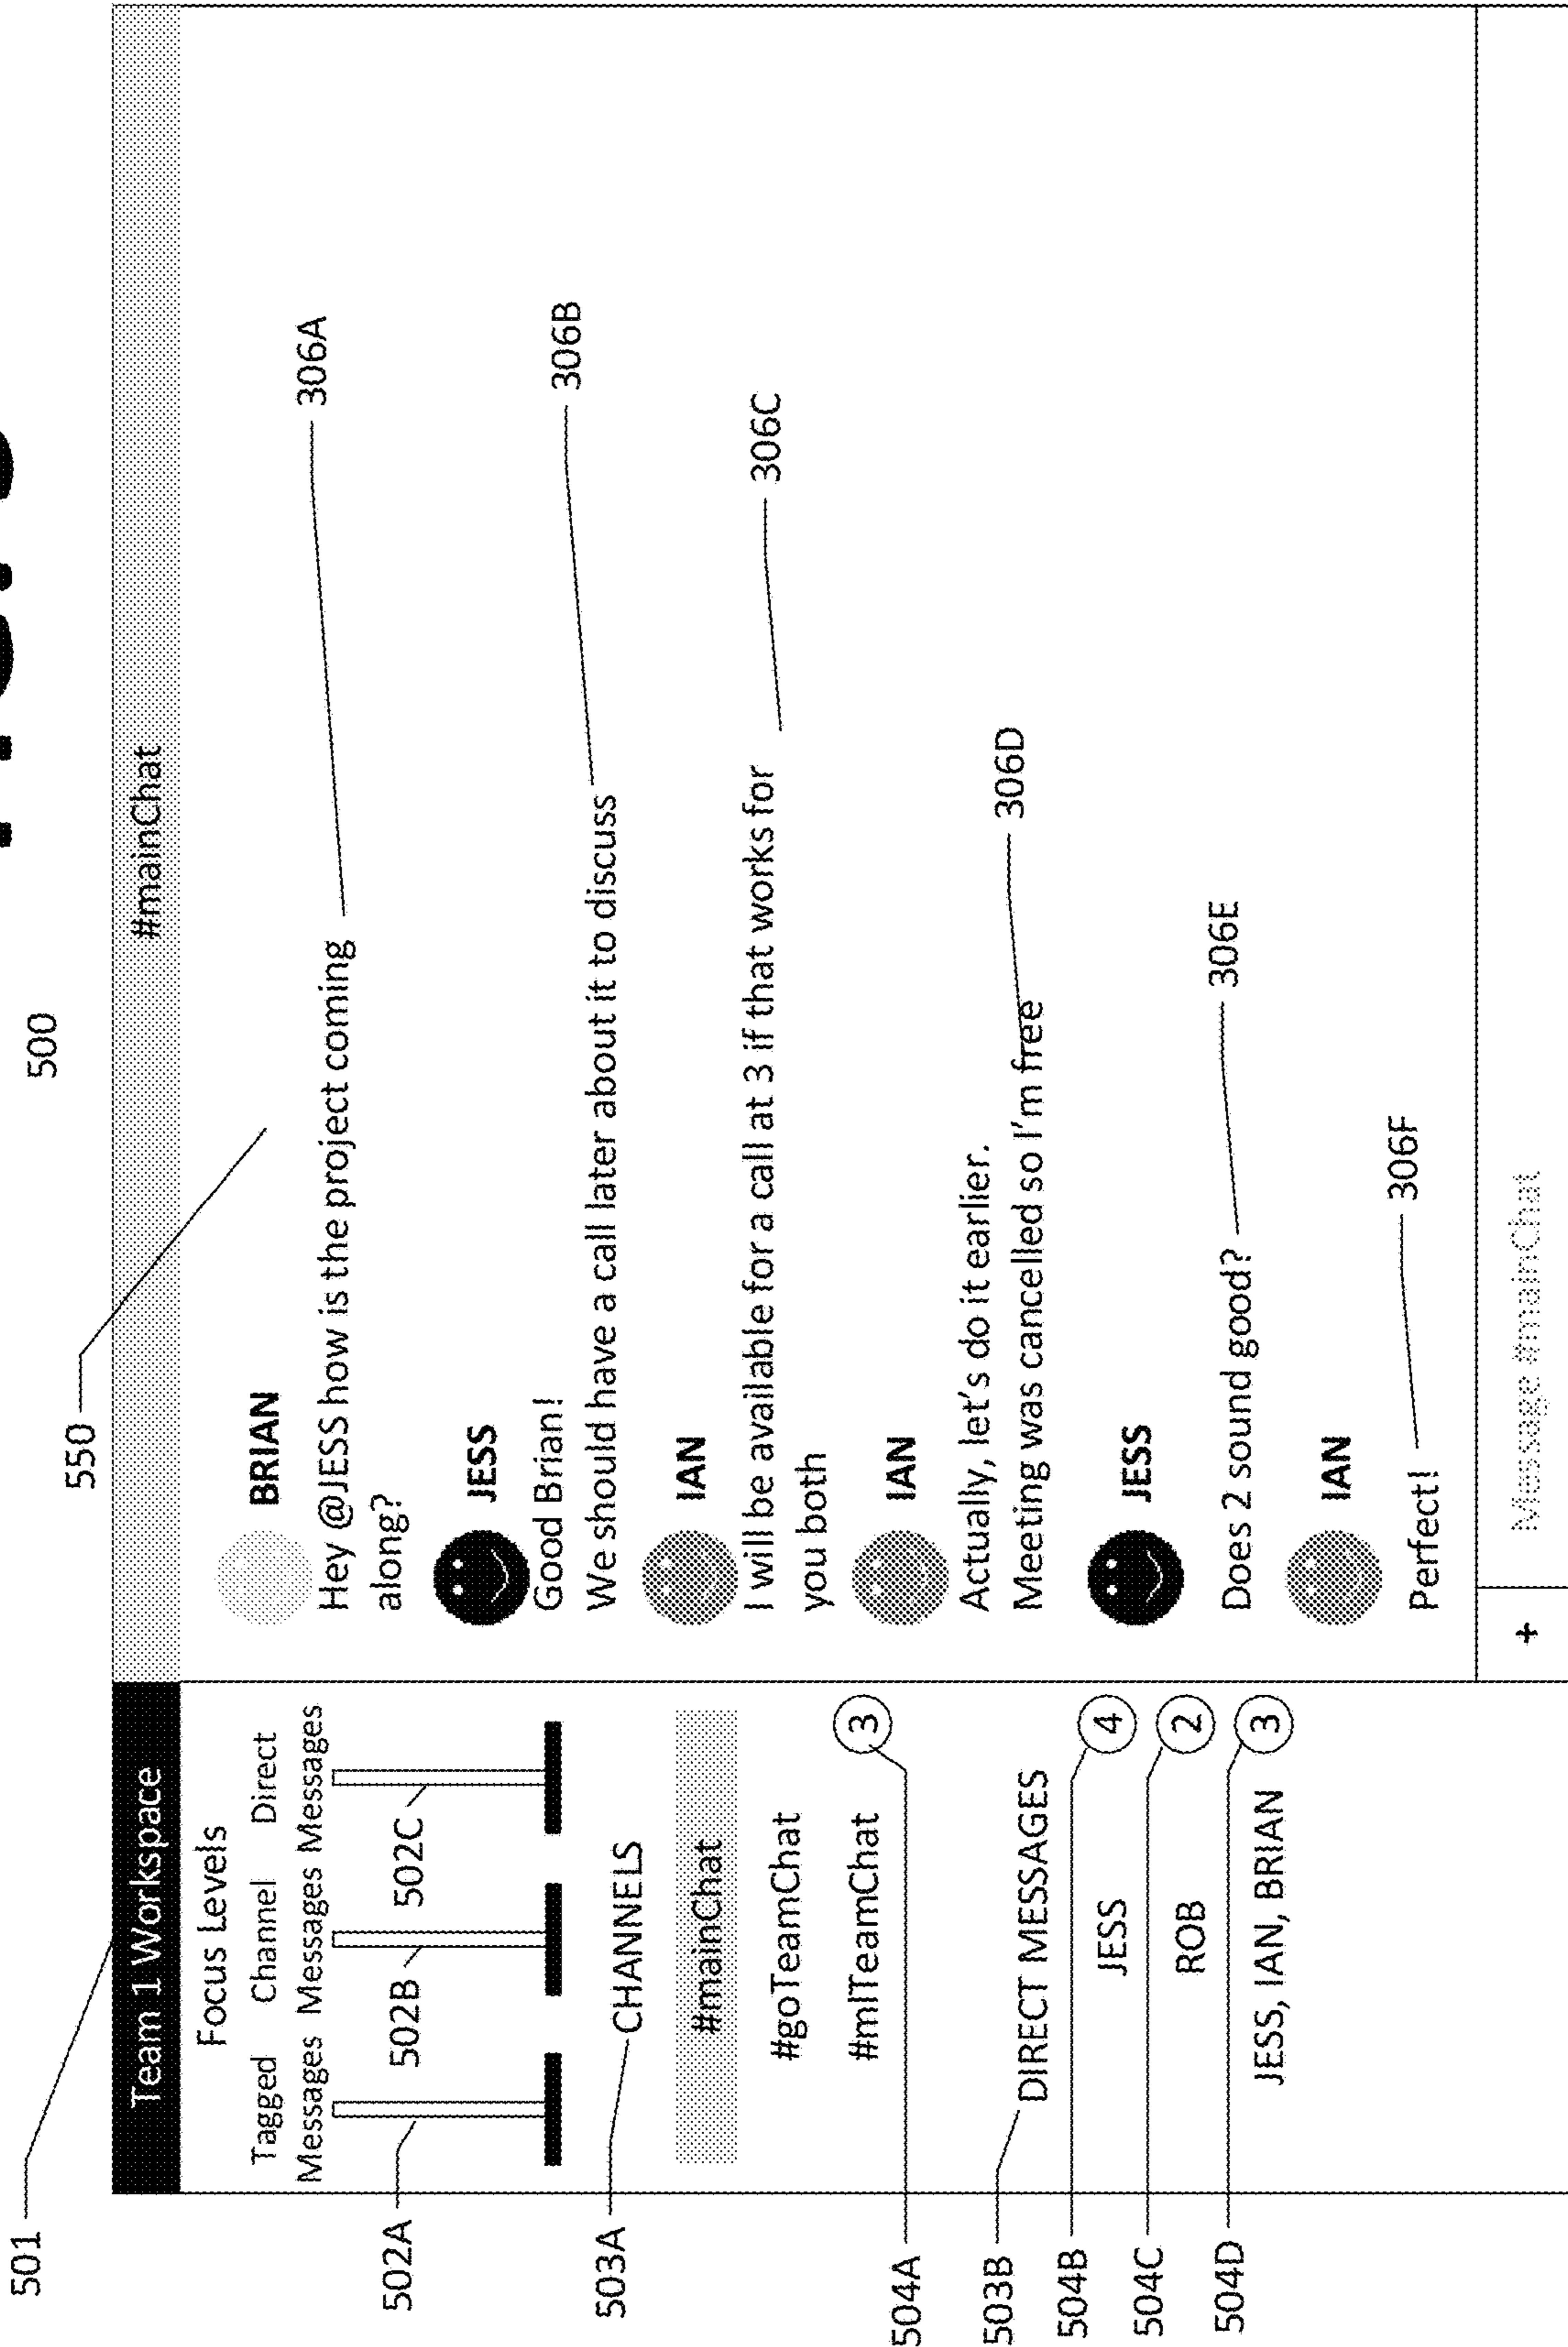 500
501
550
Team 1 Workspace
#mainChat
Focus Levels
Tagged Messages
Channel Messages
Direct Messages
502A
502B
502C
503A
CHANNELS
#mainChat
#goTeamChat
#mlTeamChat
3
504A
503B
DIRECT MESSAGES
504B
JESS
4
504C
ROB
2
504D
JESS, IAN, BRIAN
3
BRIAN
Hey @JESS how is the project coming
along?
306A
JESS
Good Brian!
We should have a call later about it to discuss
306B
IAN
I will be available for a call at 3 if that works for
you both
306C
IAN
Actually, let's do it earlier.
Meeting was cancelled so I'm free
306D
JESS
Does 2 sound good?
306E
IAN
Perfect!
306F
+
Message #mainChat